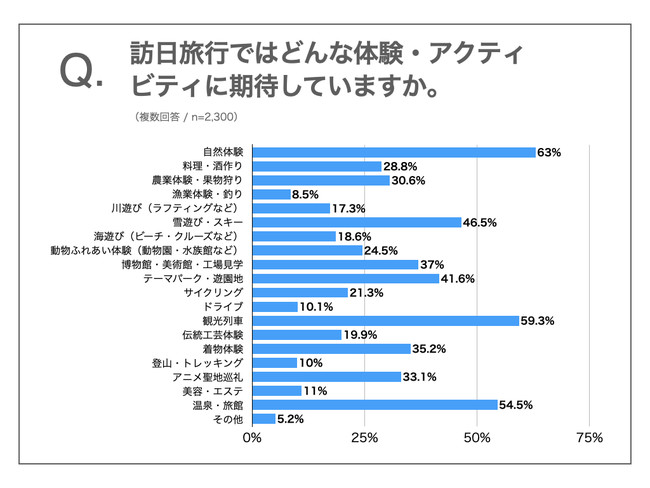 Q.
訪日旅行ではどんな体験・アクティ
ビティに期待していますか。
（複数回答 / n=2,300）
自然体験 63%
料理・酒作り 28.8%
農業体験・果物狩り 30.6%
漁業体験・釣り 8.5%
川遊び（ラフティングなど） 17.3%
雪遊び・スキー 46.5%
海遊び（ビーチ・クルーズなど） 18.6%
動物ふれあい体験（動物園・水族館など） 24.5%
博物館・美術館・工場見学 37%
テーマパーク・遊園地 41.6%
サイクリング 21.3%
ドライブ 10.1%
観光列車 59.3%
伝統工芸体験 19.9%
着物体験 35.2%
登山・トレッキング 10%
アニメ聖地巡礼 33.1%
美容・エステ 11%
温泉・旅館 54.5%
その他 5.2%
0% 25% 50% 75%